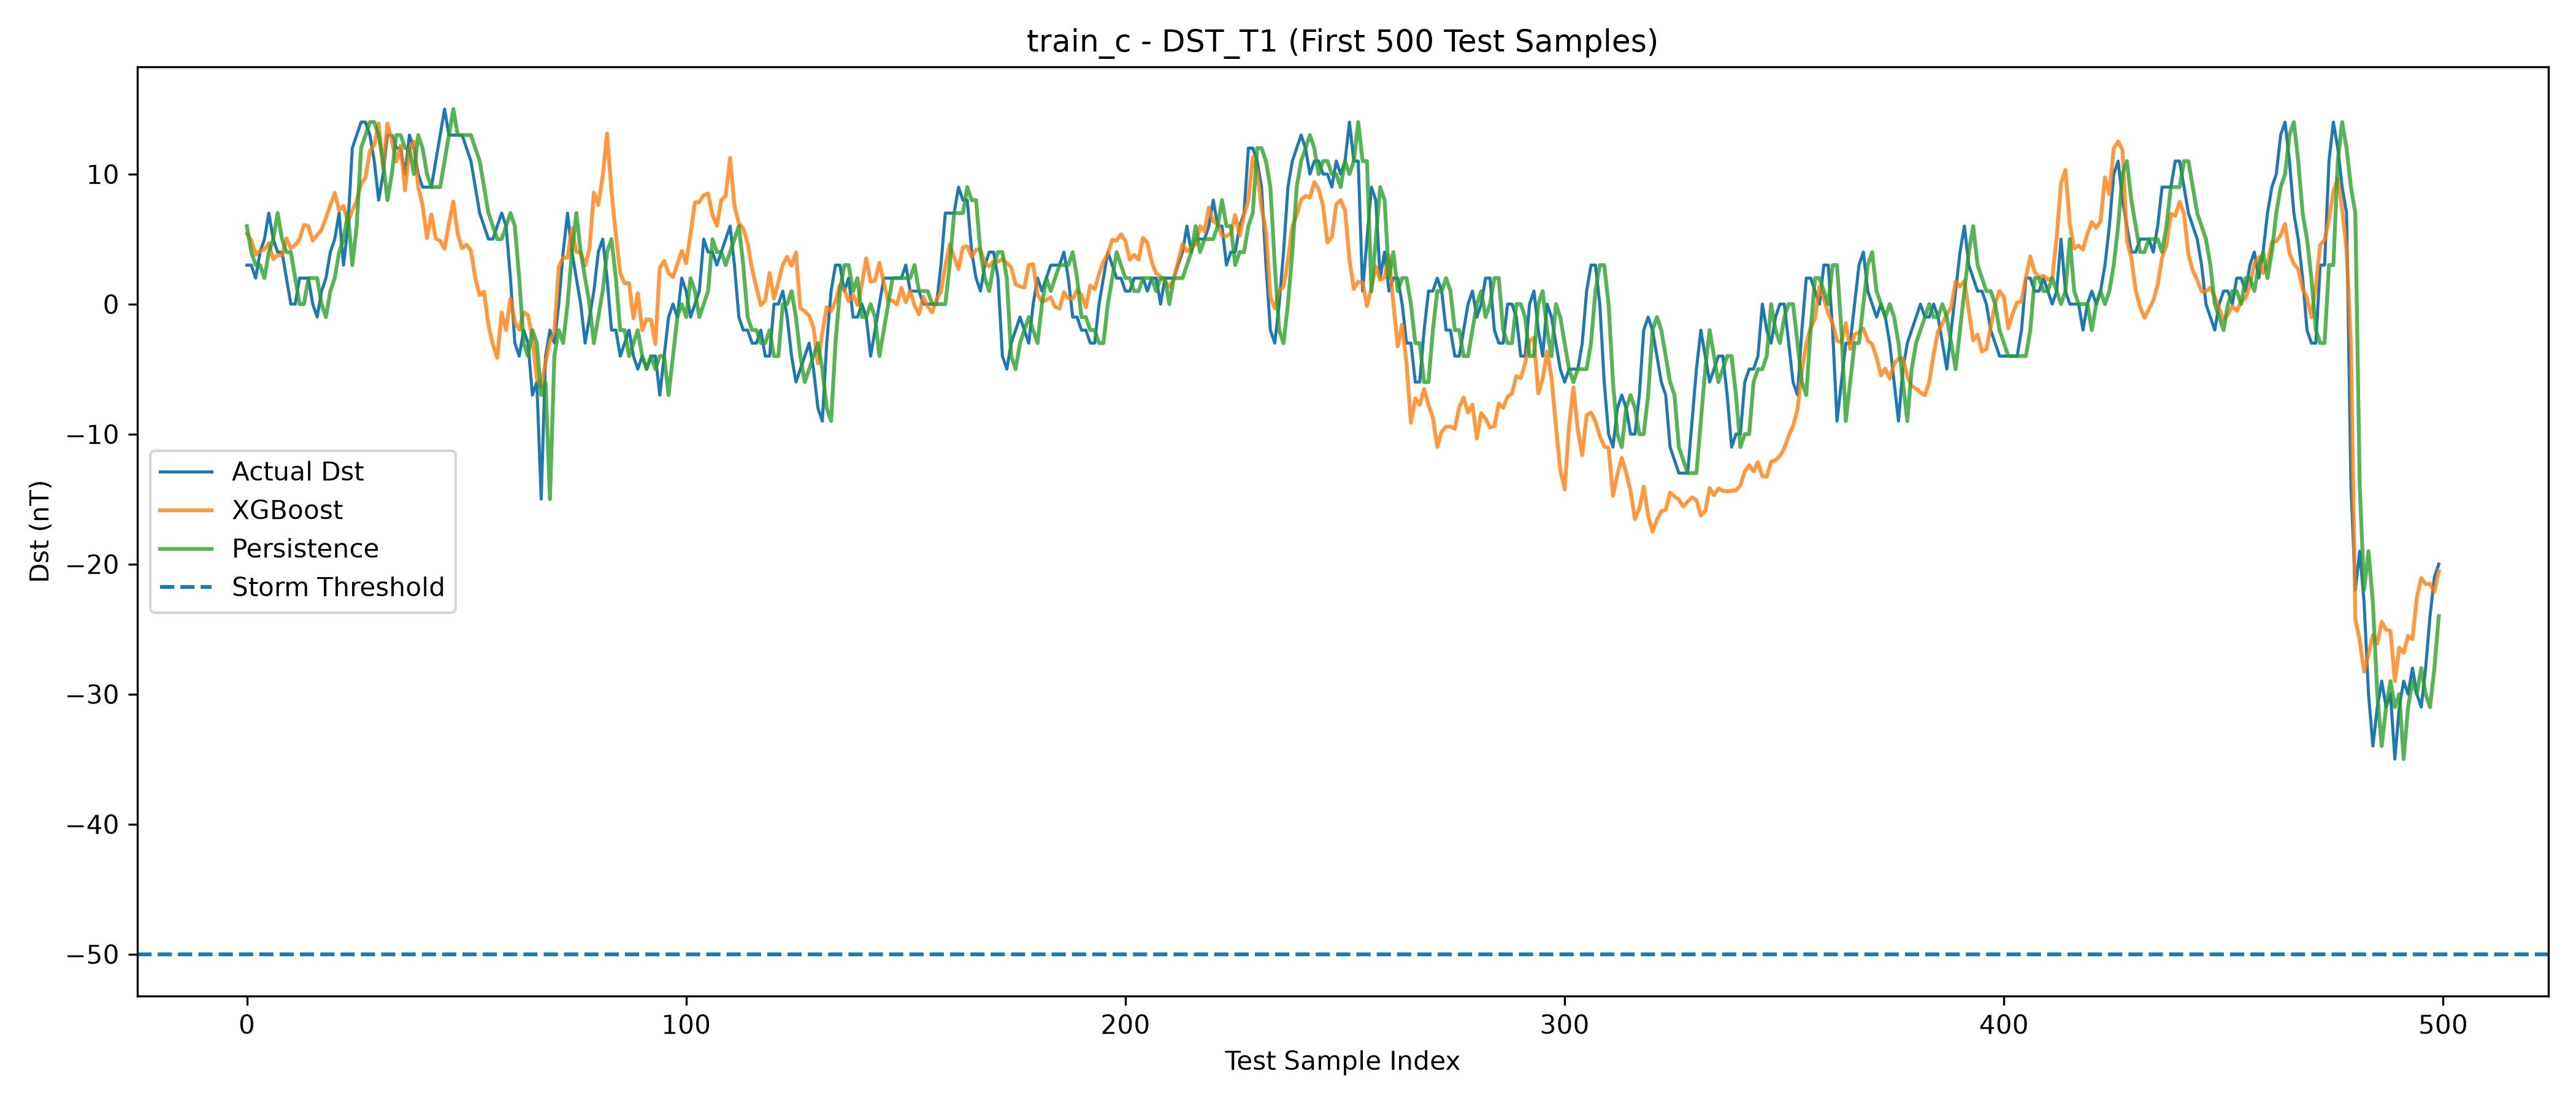 train_c - DST_T1 (First 500 Test Samples)
Dst (nT)
10
0
−10
−20
−30
−40
−50
Actual Dst
XGBoost
Persistence
Storm Threshold
0
100
200
300
400
500
Test Sample Index